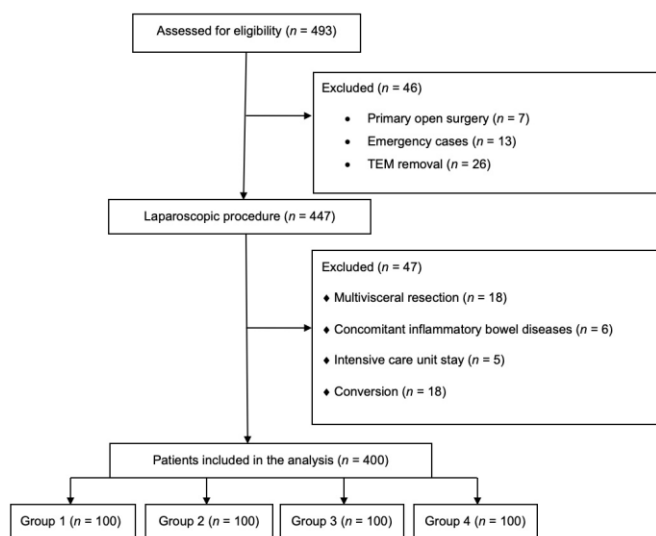 Assessed for eligibility (n = 493)
Excluded (n = 46)
• Primary open surgery (n = 7)
• Emergency cases (n = 13)
• TEM removal (n = 26)
Laparoscopic procedure (n = 447)
Excluded (n = 47)
♦ Multivisceral resection (n = 18)
♦ Concomitant inflammatory bowel diseases (n = 6)
♦ Intensive care unit stay (n = 5)
♦ Conversion (n = 18)
Patients included in the analysis (n = 400)
Group 1 (n = 100)
Group 2 (n = 100)
Group 3 (n = 100)
Group 4 (n = 100)